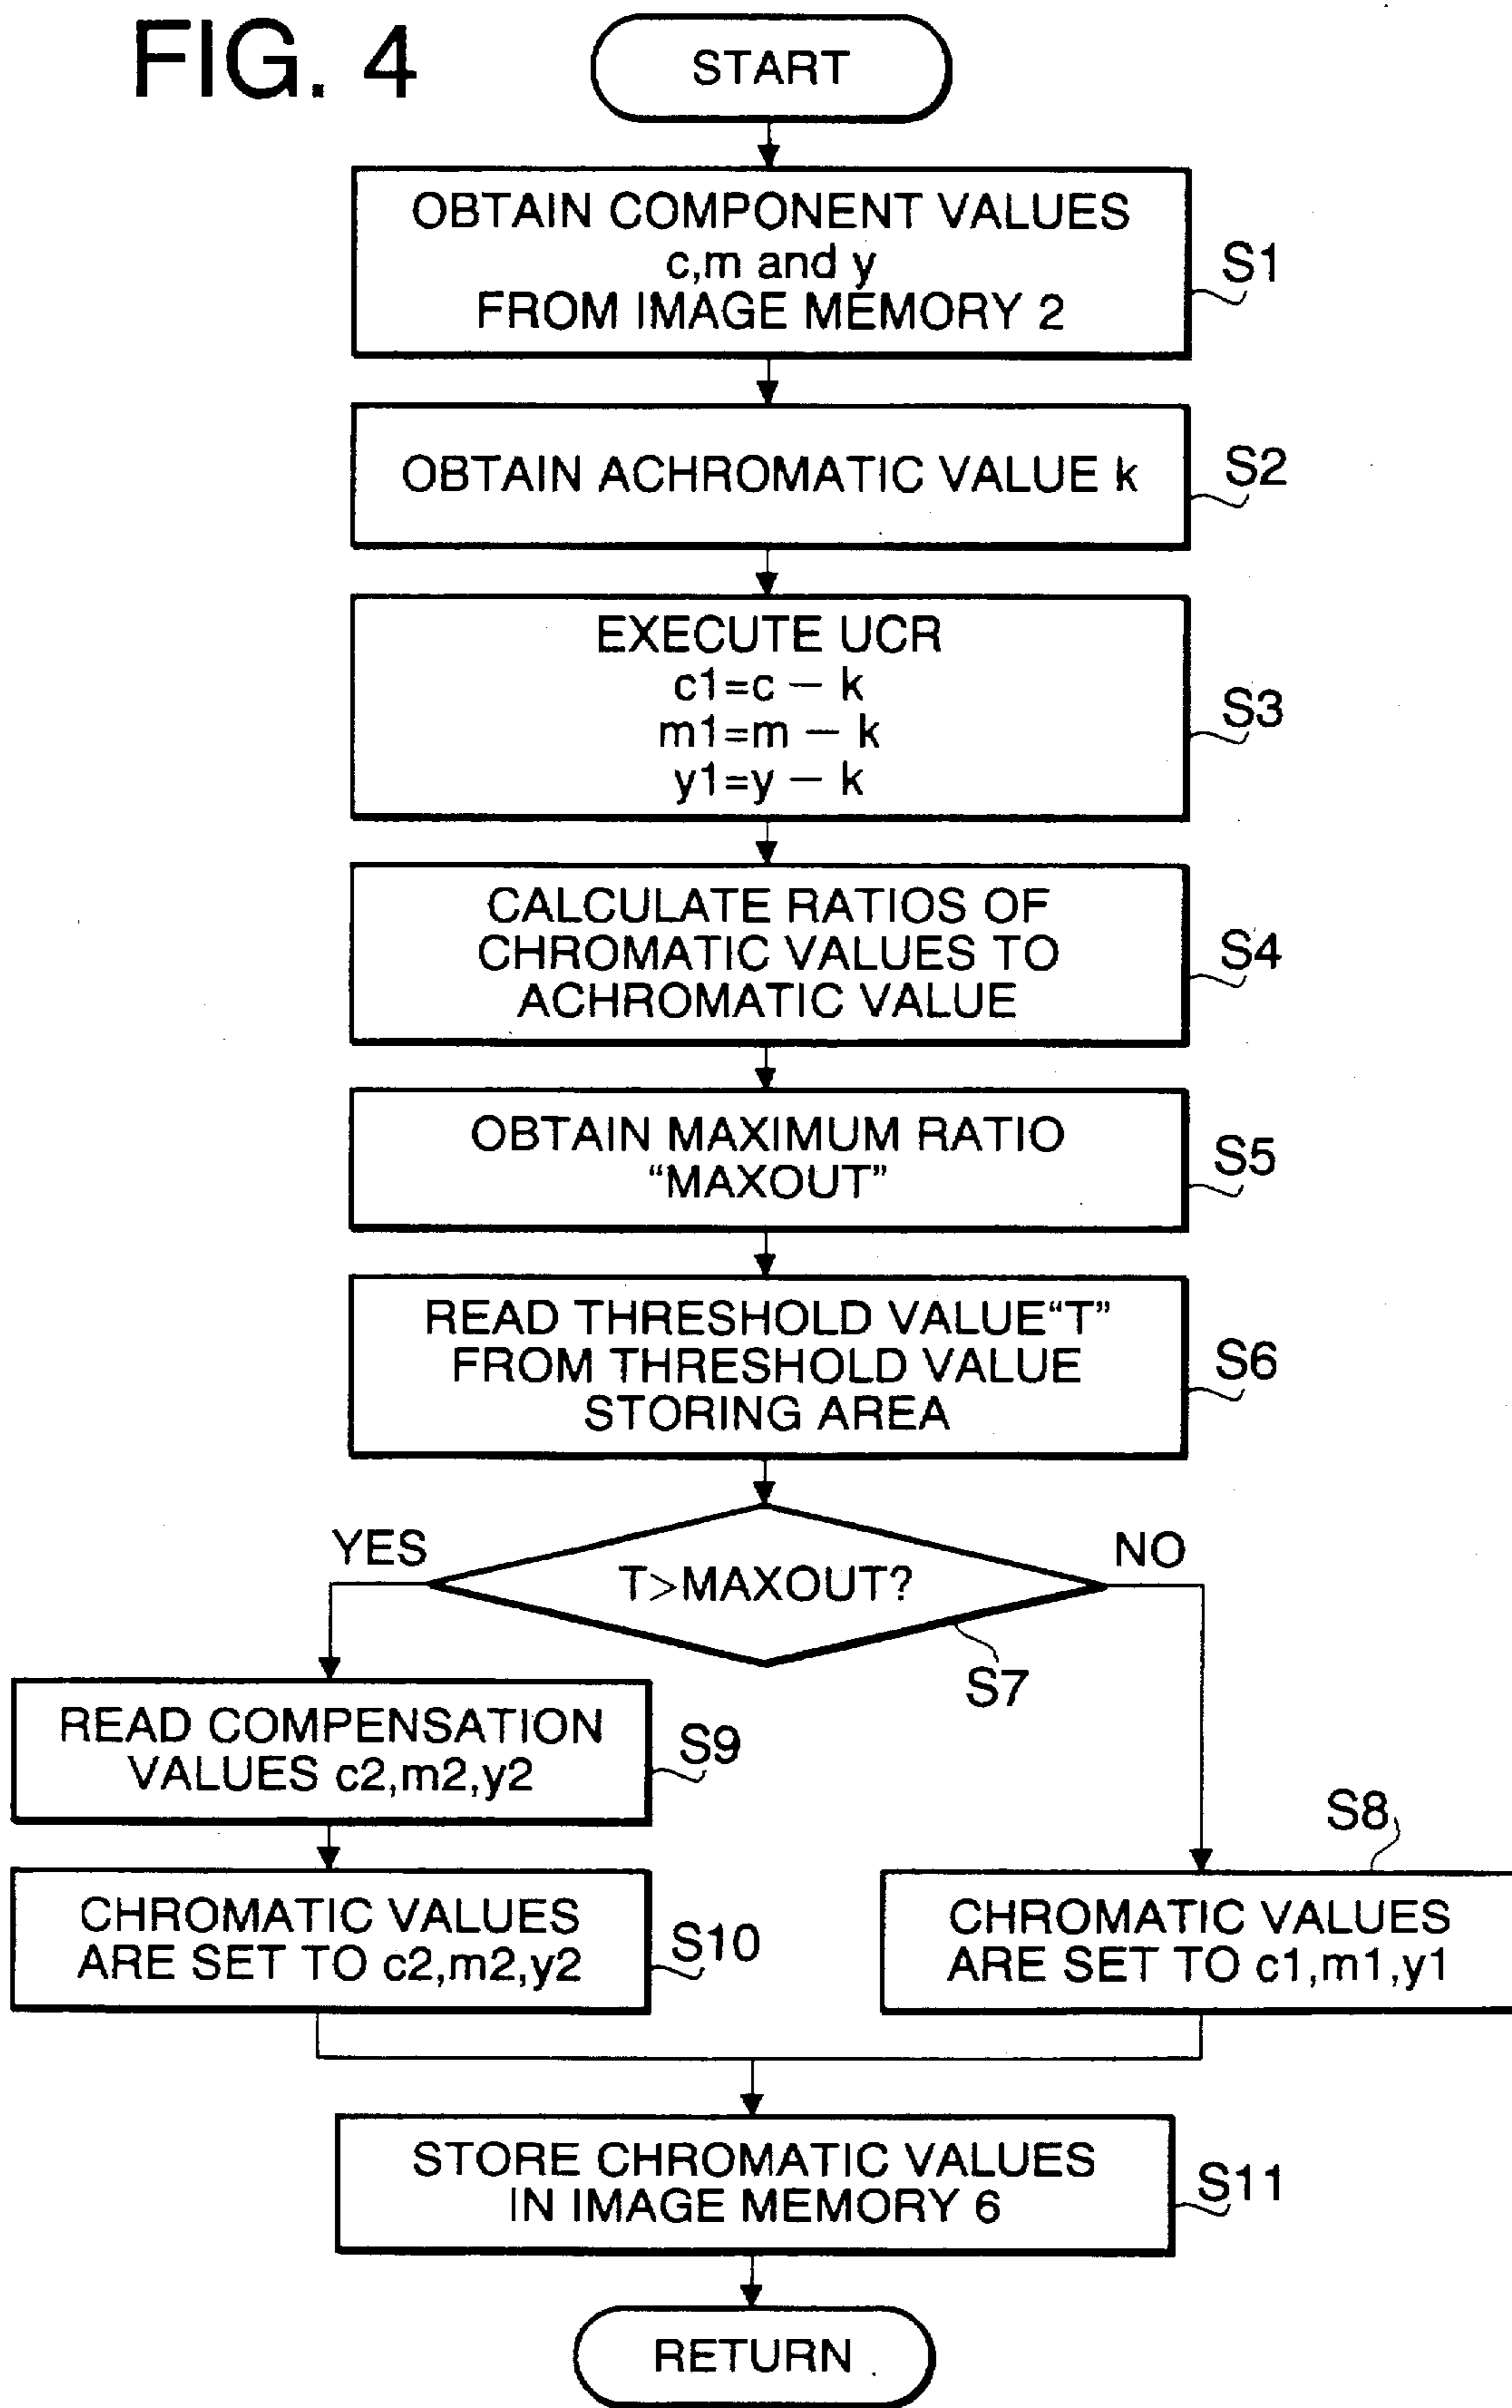 FIG. 4
START
OBTAIN COMPONENT VALUES
c,m and y
FROM IMAGE MEMORY 2
S1
OBTAIN ACHROMATIC VALUE k
S2
EXECUTE UCR
c1=c — k
m1=m — k
y1=y — k
S3
CALCULATE RATIOS OF
CHROMATIC VALUES TO
ACHROMATIC VALUE
S4
OBTAIN MAXIMUM RATIO
“MAXOUT”
S5
READ THRESHOLD VALUE“T”
FROM THRESHOLD VALUE
STORING AREA
S6
YES
T>MAXOUT?
NO
S7
READ COMPENSATION
VALUES c2,m2,y2
S9
S8
CHROMATIC VALUES
ARE SET TO c2,m2,y2
S10
CHROMATIC VALUES
ARE SET TO c1,m1,y1
STORE CHROMATIC VALUES
IN IMAGE MEMORY 6
S11
RETURN